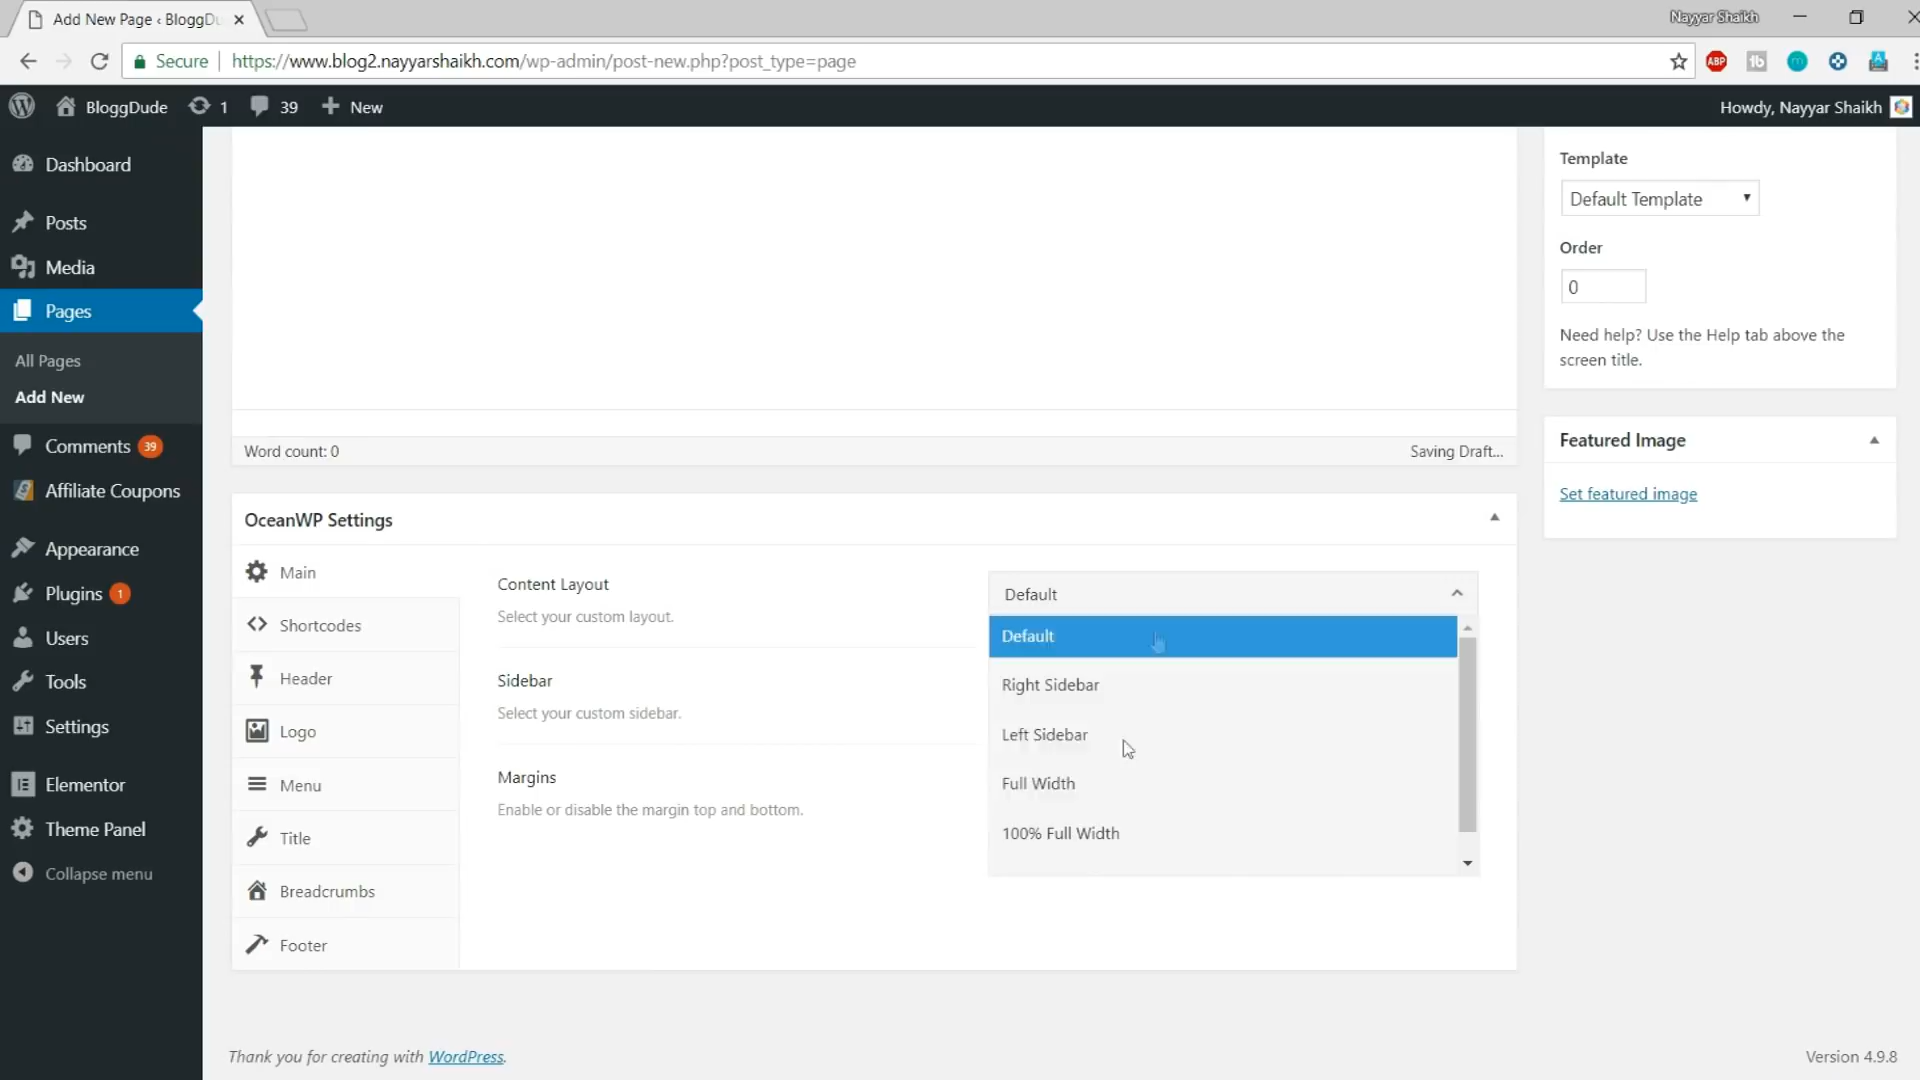 Add New Page ‹ BloggDu
Nayyar Shaikh
Secure
https://www.blog2.nayyarshaikh.com/wp-admin/post-new.php?post_type=page
ABP
BloggDude
1
39
New
Howdy, Nayyar Shaikh
Dashboard
Posts
Media
Pages
All Pages
Add New
Comments 39
Affiliate Coupons
Appearance
Plugins 1
Users
Tools
Settings
Elementor
Theme Panel
Collapse menu
Word count: 0
Saving Draft...
OceanWP Settings
Main
Shortcodes
Header
Logo
Menu
Title
Breadcrumbs
Footer
Content Layout
Select your custom layout.
Sidebar
Select your custom sidebar.
Margins
Enable or disable the margin top and bottom.
Default
Default
Right Sidebar
Left Sidebar
Full Width
100% Full Width
Template
Default Template
Order
0
Need help? Use the Help tab above the
screen title.
Featured Image
Set featured image
Thank you for creating with WordPress.
Version 4.9.8